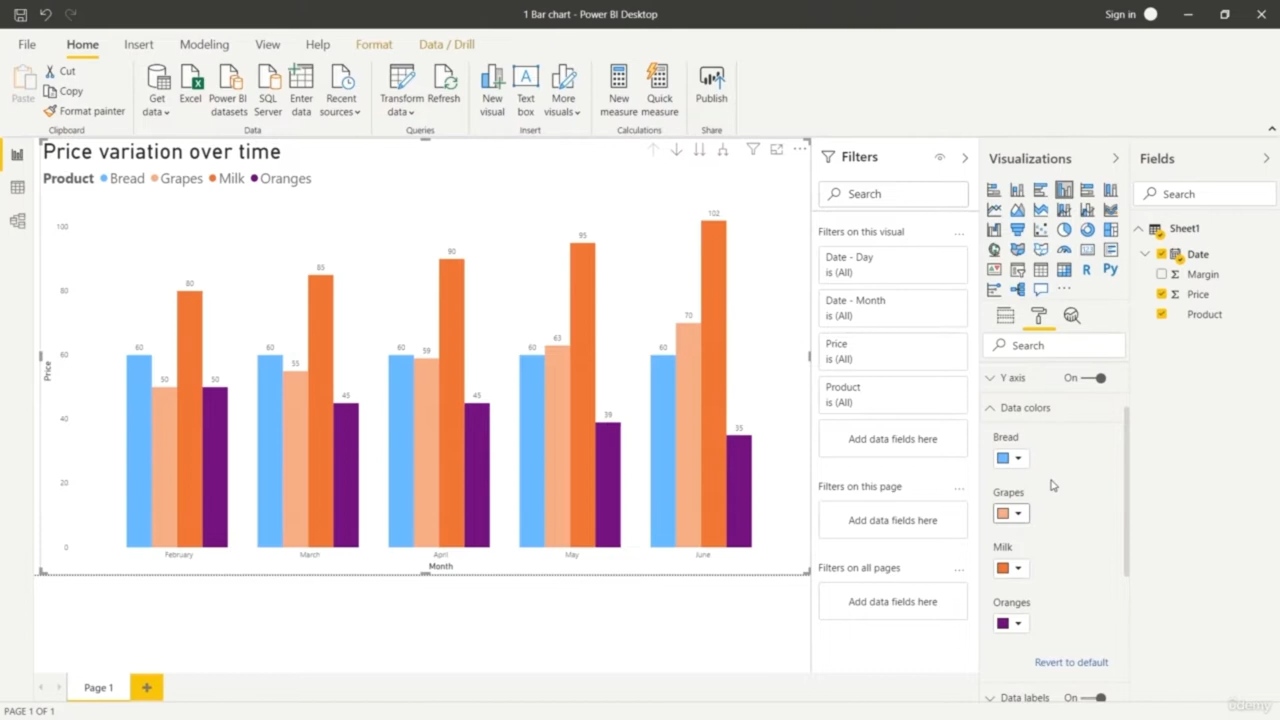 1 Bar chart - Power BI Desktop
Sign in
File Home Insert Modeling View Help Format Data / Drill
Paste
Cut
Copy
Format painter
Clipboard
Get data
Excel
Power BI datasets
SQL Server
Enter data
Recent sources
Data
Transform data
Refresh
Queries
New visual
A
Text box
More visuals
Insert
New measure
Quick measure
Calculations
Publish
Share
Price variation over time
Product Bread Grapes Milk Oranges
Price
100
80
60
40
20
0
60 50 80 50
60 55 85 45
60 59 90 45
60 63 95 39
60 70 102 35
February March April May June
Month
Filters
Search
Filters on this visual ...
Date - Day
is (All)
Date - Month
is (All)
Price
is (All)
Product
is (All)
Add data fields here
Filters on this page ...
Add data fields here
Filters on all pages ...
Add data fields here
Visualizations
R Py
...
Search
Y axis On
Data colors
Bread
Grapes
Milk
Oranges
Revert to default
Data labels On
Fields
Search
Sheet1
Date
Σ Margin
Σ Price
Product
Page 1
+
PAGE 1 OF 1
ûdemy